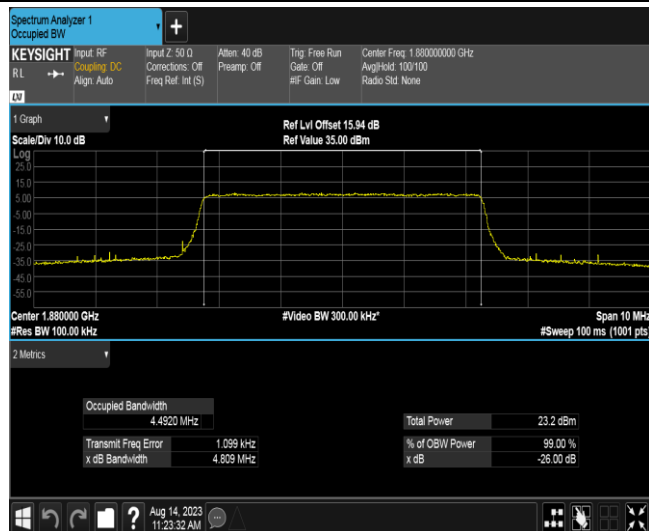 Spectrum Analyzer 1
Occupied BW
+
KEYSIGHT
RL
Input: RF
Coupling: DC
Align: Auto
Input Z: 50 Ω
Corrections: Off
Freq Ref: Int (S)
Atten: 40 dB
Preamp: Off
Trig: Free Run
Gate: Off
#IF Gain: Low
Center Freq: 1.880000000 GHz
Avg|Hold: 100/100
Radio Std: None
1 Graph
Scale/Div 10.0 dB
Ref Lvl Offset 15.94 dB
Ref Value 35.00 dBm
Log
25.0
15.0
5.00
-5.00
-15.0
-25.0
-35.0
-45.0
-55.0
Center 1.880000 GHz
#Res BW 100.00 kHz
#Video BW 300.00 kHz*
Span 10 MHz
#Sweep 100 ms (1001 pts)
2 Metrics
Occupied Bandwidth
4.4920 MHz
Transmit Freq Error 1.099 kHz
x dB Bandwidth 4.809 MHz
Total Power 23.2 dBm
% of OBW Power 99.00 %
x dB -26.00 dB
?
Aug 14, 2023
11:23:32 AM